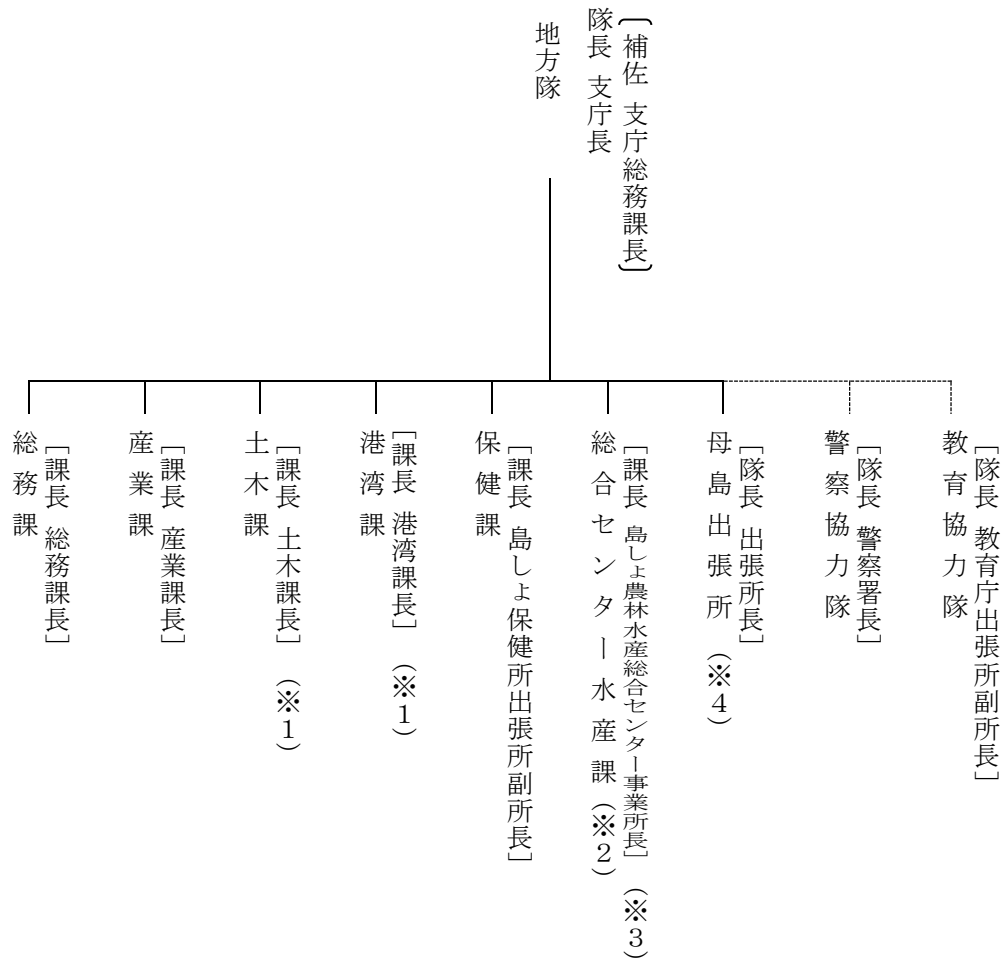 〔補佐 支庁総務課長〕
隊長 支庁長
地方隊
［隊長 教育庁出張所副所長］
教育協力隊
［隊長 警察署長］
警察協力隊
［隊長 出張所長］
母島出張所（※4）
［課長 島しょ農林水産総合センター事業所長］（※3）
総合センター水産課（※2）
［課長 島しょ保健所出張所副所長］
保健課
［課長 港湾課長］（※1）
港湾課
［課長 土木課長］（※1）
土木課
［課長 産業課長］
産業課
［課長 総務課長］
総務課